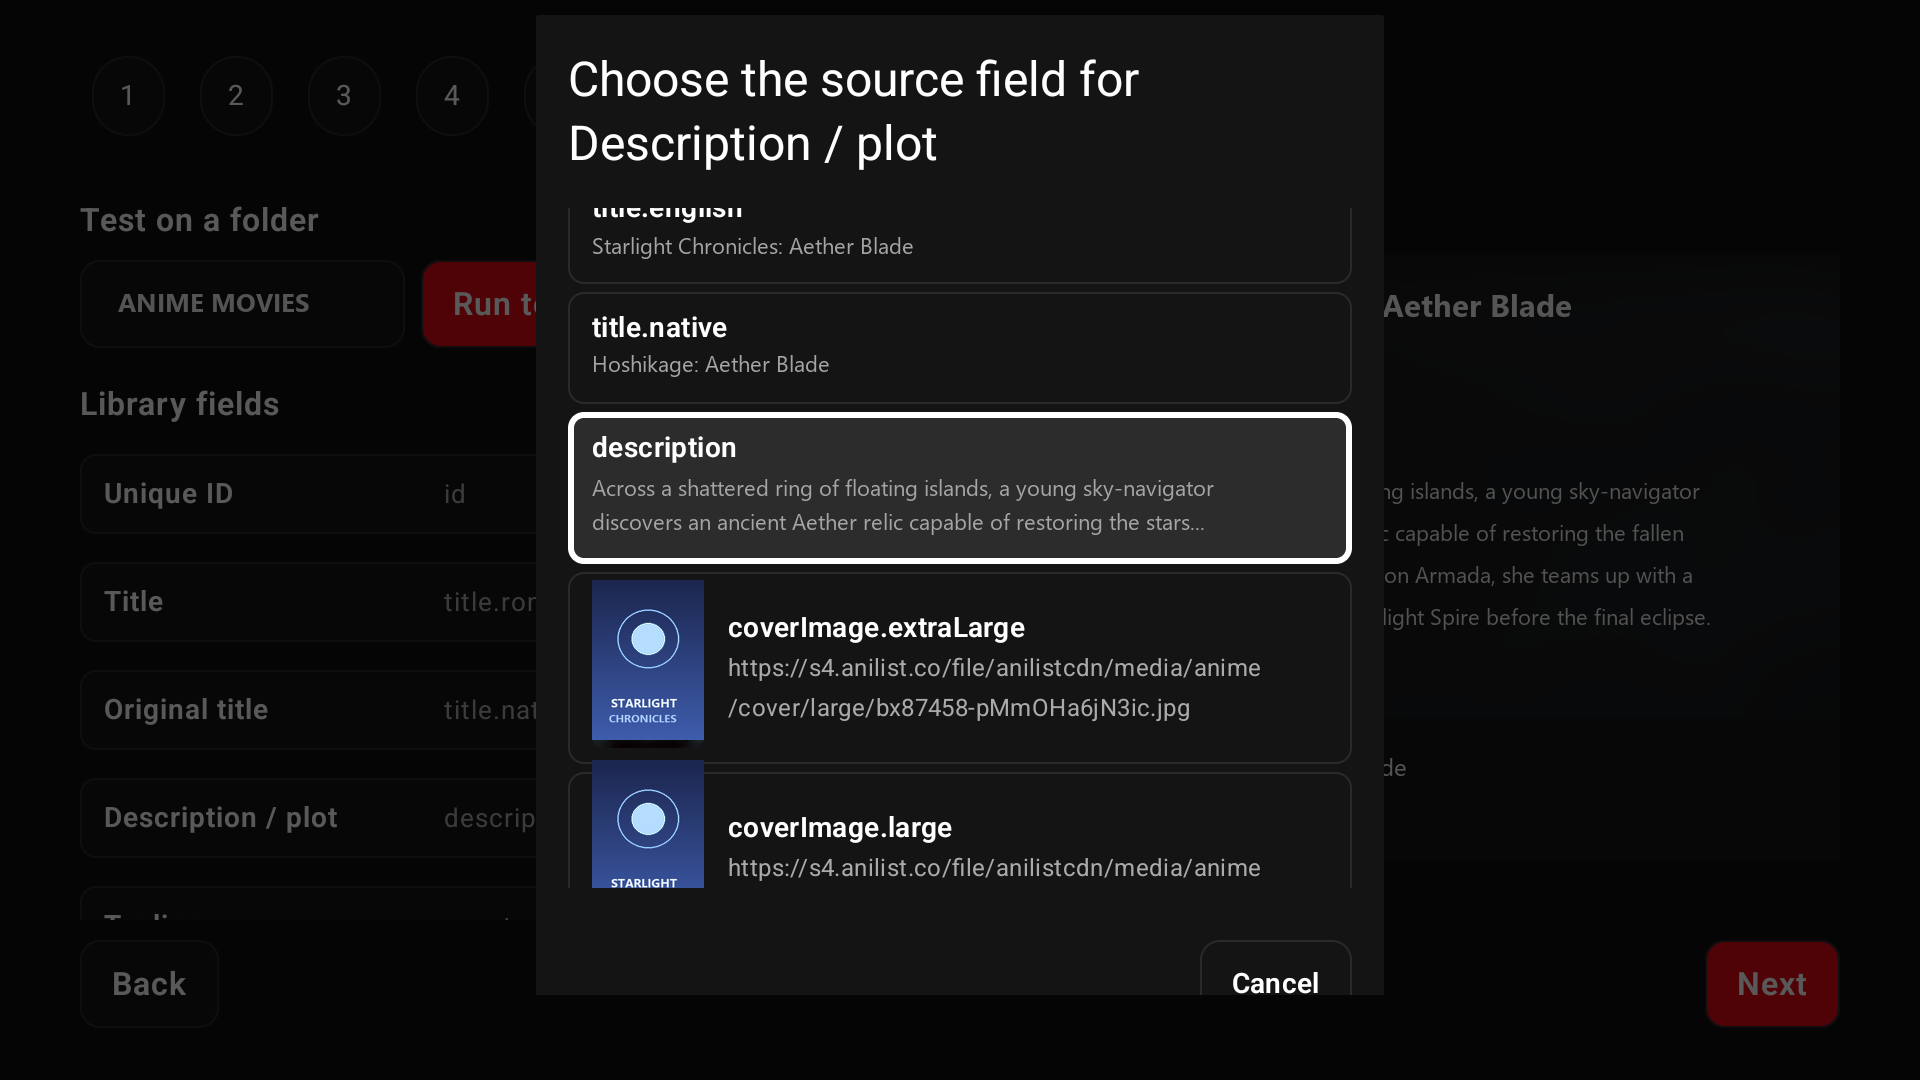 1
2
3
4
Choose the source field for
Description / plot
Test on a folder
ANIME MOVIES
Library fields
Unique ID
id
Title
Original title
Description / plot
Back
title.english
Starlight Chronicles: Aether Blade
title.native
Hoshikage: Aether Blade
description
Across a shattered ring of floating islands, a young sky-navigator
discovers an ancient Aether relic capable of restoring the stars...
STARLIGHT
CHRONICLES
coverImage.extraLarge
https://s4.anilist.co/file/anilistcdn/media/anime
/cover/large/bx87458-pMmOHa6jN3ic.jpg
STARLIGHT
coverImage.large
https://s4.anilist.co/file/anilistcdn/media/anime
Cancel
Run
Aether Blade
islands, a young sky-navigator
capable of restoring the fallen
on Armada, she teams up with a
light Spire before the final eclipse.
Next